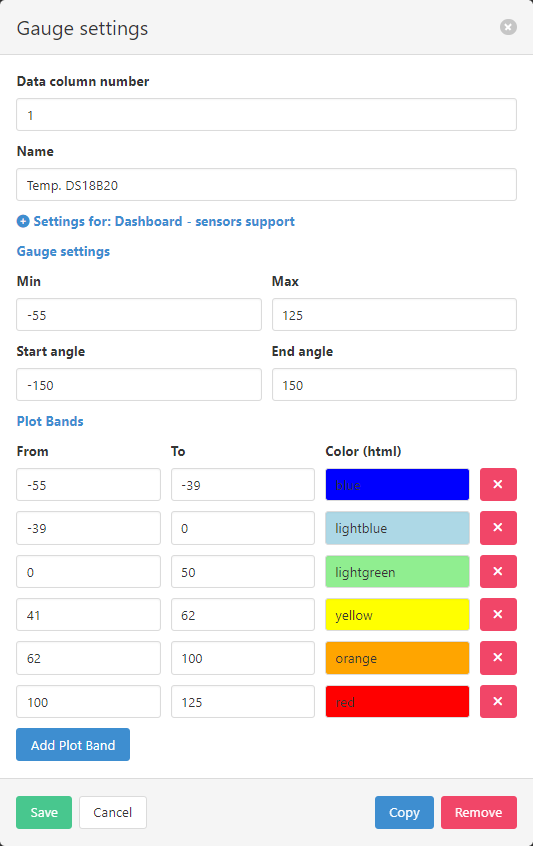 Gauge settings
Data column number
1
Name
Temp. DS18B20
Settings for: Dashboard - sensors support
Gauge settings
Min Max
-55 125
Start angle End angle
-150 150
Plot Bands
From To Color (html)
-55 -39 blue
-39 0 lightblue
0 50 lightgreen
41 62 yellow
62 100 orange
100 125 red
Add Plot Band
Save Cancel Copy Remove